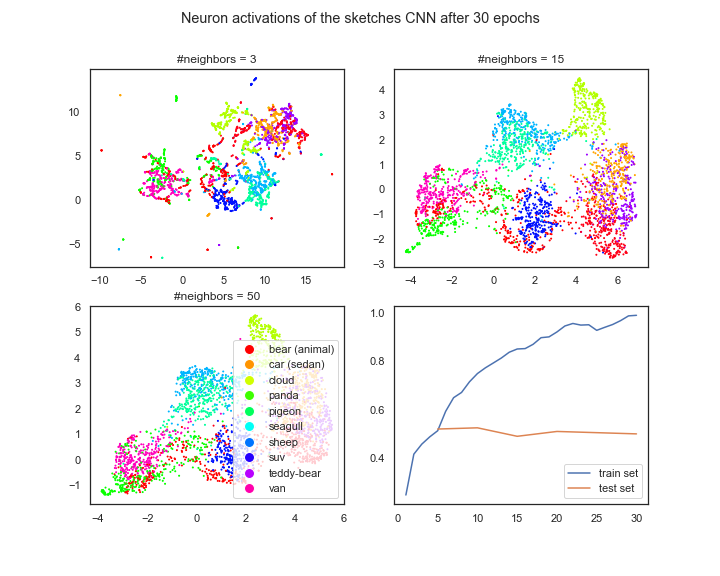 Neuron activations of the sketches CNN after 30 epochs
#neighbors = 3
10
5
0
−5
−10 −5 0 5 10 15
#neighbors = 15
4
3
2
1
0
−1
−2
−3
−4 −2 0 2 4 6
#neighbors = 50
6
5
4
3
2
1
0
−1
−4 −2 0 2 4 6
bear (animal)
car (sedan)
cloud
panda
pigeon
seagull
sheep
suv
teddy-bear
van
1.0
0.8
0.6
0.4
0 5 10 15 20 25 30
train set
test set